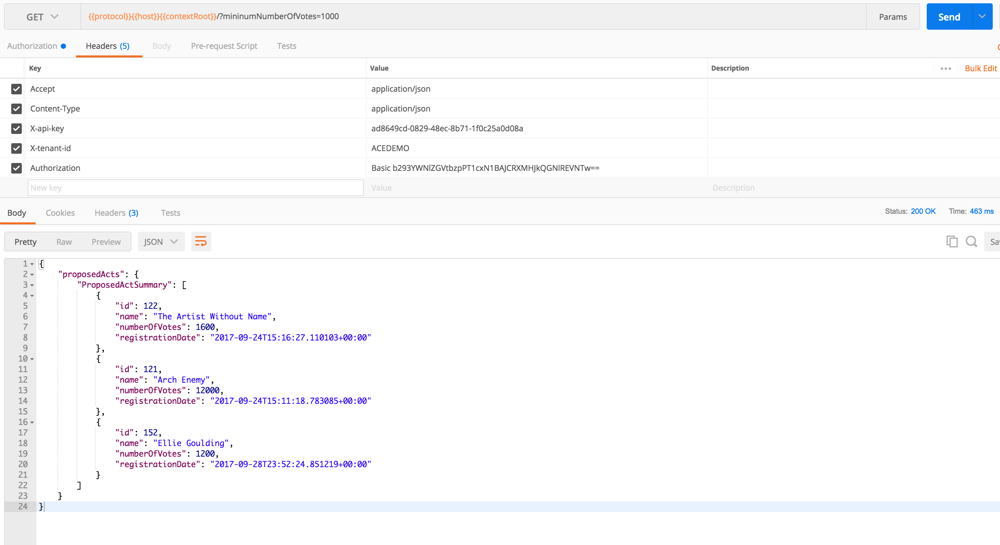 GET {{protocol}}{{host}}{{contextRoot}}/?mininumNumberOfVotes=1000 Params Send
Authorization Headers (5) Body Pre-request Script Tests
Key Value Description Bulk Edit
Accept application/json
Content-Type application/json
X-api-key ad8649cd-0829-48ec-8b71-1f0c25a0d08a
X-tenant-id ACEDEMO
Authorization Basic b293YWNlZGVtbzpPT1cxN1BAJCRXMHJkQGNlREVNTw==
New key Value Description
Body Cookies Headers (3) Tests Status: 200 OK Time: 463 ms
Pretty Raw Preview JSON
1 {
2 "proposedActs": {
3 "ProposedActSummary": [
4 {
5 "id": 122,
6 "name": "The Artist Without Name",
7 "numberOfVotes": 1600,
8 "registrationDate": "2017-09-24T15:16:27.110103+00:00"
9 },
10 {
11 "id": 121,
12 "name": "Arch Enemy",
13 "numberOfVotes": 12000,
14 "registrationDate": "2017-09-24T15:11:18.783085+00:00"
15 },
16 {
17 "id": 152,
18 "name": "Ellie Goulding",
19 "numberOfVotes": 1200,
20 "registrationDate": "2017-09-28T23:52:24.851219+00:00"
21 }
22 ]
23 }
24 }